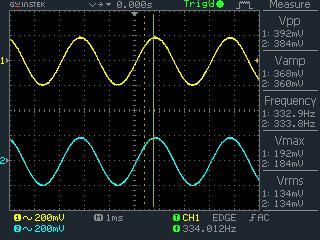 GWINSTEK 0.000s Trig'd Measure
Vpp
1: 392mV
2: 384mV
Vamp
1: 368mV
2: 360mV
Frequency
1: 332.9Hz
2: 333.8Hz
Vmax
1: 192mV
2: 184mV
Vrms
1: 134mV
2: 134mV
1
2
1 200mV M 1ms T CH1 EDGE AC
2 200mV F 334.012Hz